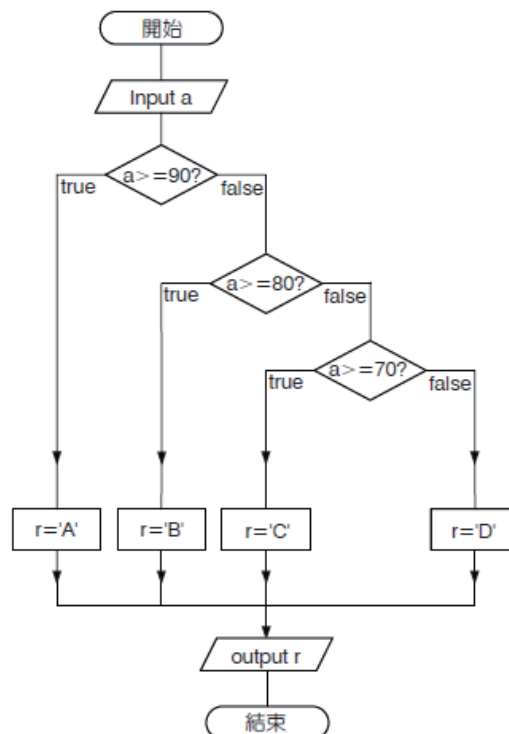 開始
Input a
a>=90?
true
false
a>=80?
true
false
a>=70?
true
false
r='A'
r='B'
r='C'
r='D'
output r
結束